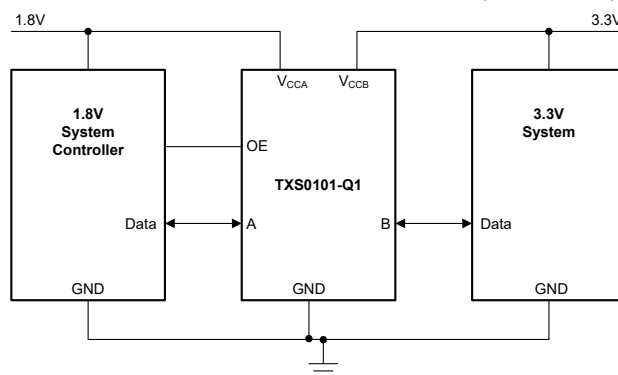 1.8V
3.3V
VCCA
VCCB
1.8V
System
Controller
3.3V
System
OE
TXS0101-Q1
Data
A
B
Data
GND
GND
GND